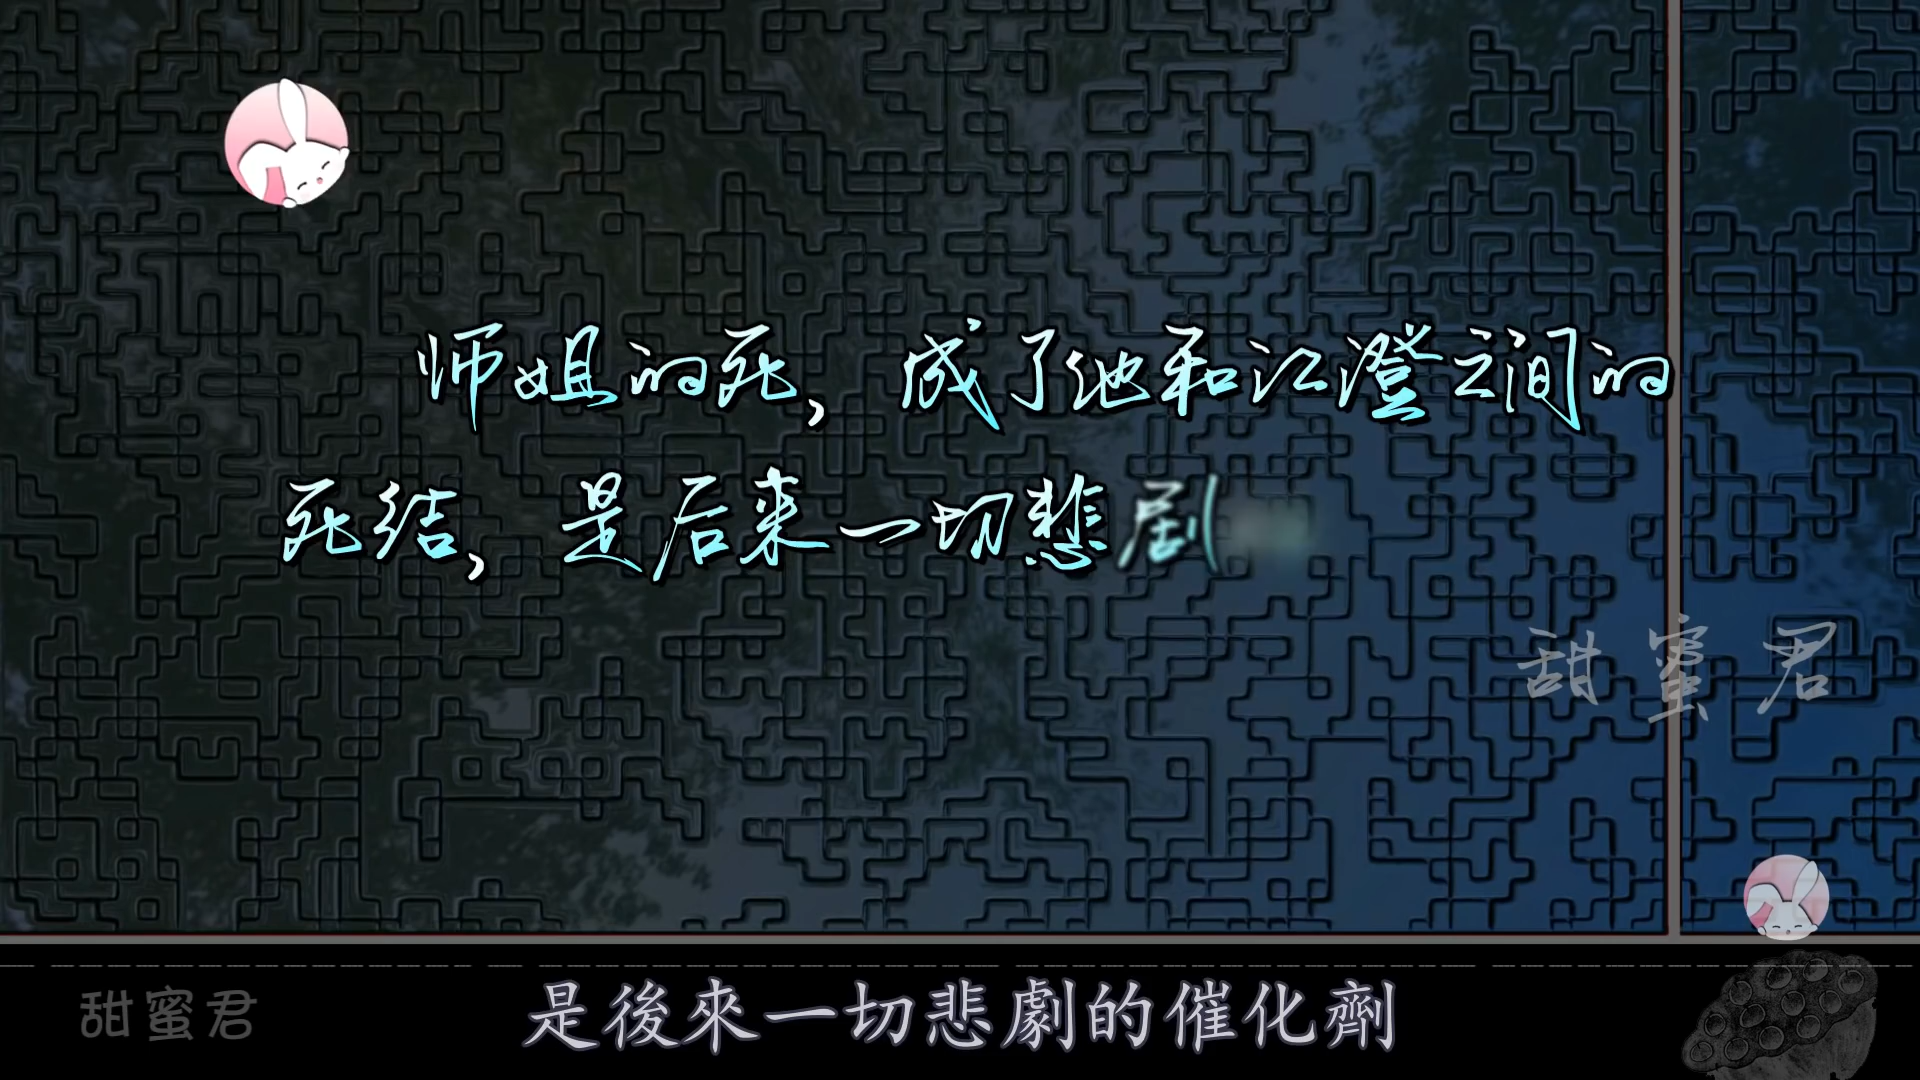 师姐的死，成了他和江澄之间的
死结，是后来一切悲剧
甜蜜君
甜蜜君
是後來一切悲劇的催化劑